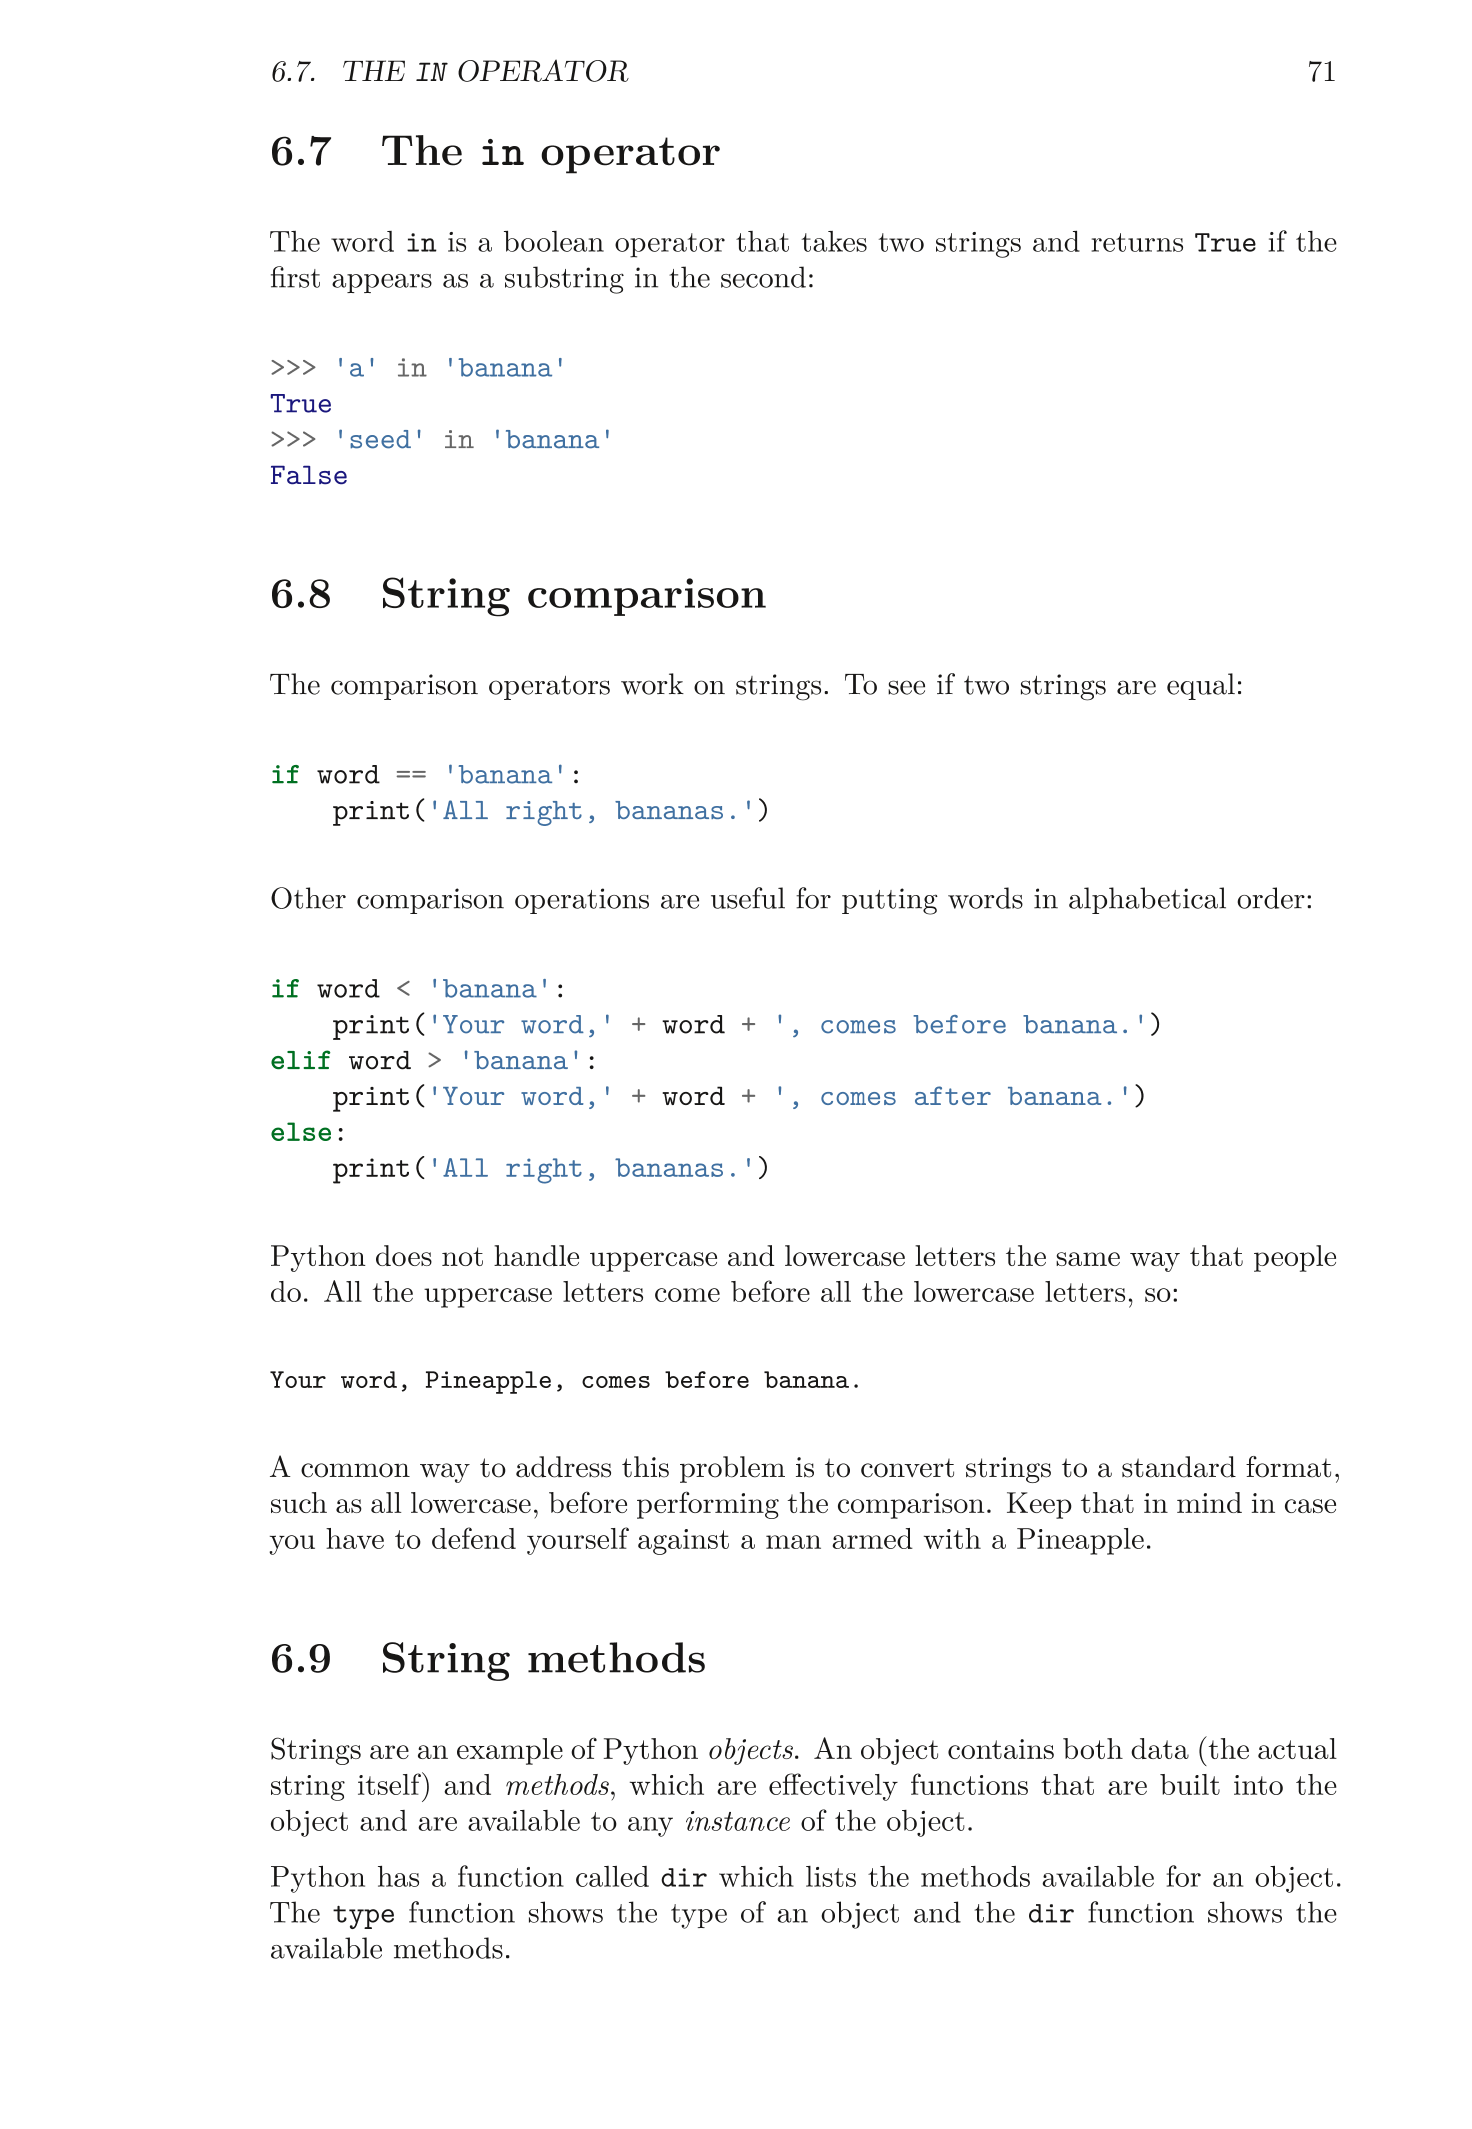 6.7. THE IN OPERATOR 71
6.7 The in operator
The word in is a boolean operator that takes two strings and returns True if the
first appears as a substring in the second:
>>> 'a' in 'banana'
True
>>> 'seed' in 'banana'
False
6.8 String comparison
The comparison operators work on strings. To see if two strings are equal:
if word == 'banana':
    print('All right, bananas.')
Other comparison operations are useful for putting words in alphabetical order:
if word < 'banana':
    print('Your word,' + word + ', comes before banana.')
elif word > 'banana':
    print('Your word,' + word + ', comes after banana.')
else:
    print('All right, bananas.')
Python does not handle uppercase and lowercase letters the same way that people
do. All the uppercase letters come before all the lowercase letters, so:
Your word, Pineapple, comes before banana.
A common way to address this problem is to convert strings to a standard format,
such as all lowercase, before performing the comparison. Keep that in mind in case
you have to defend yourself against a man armed with a Pineapple.
6.9 String methods
Strings are an example of Python objects. An object contains both data (the actual
string itself) and methods, which are effectively functions that are built into the
object and are available to any instance of the object.
Python has a function called dir which lists the methods available for an object.
The type function shows the type of an object and the dir function shows the
available methods.